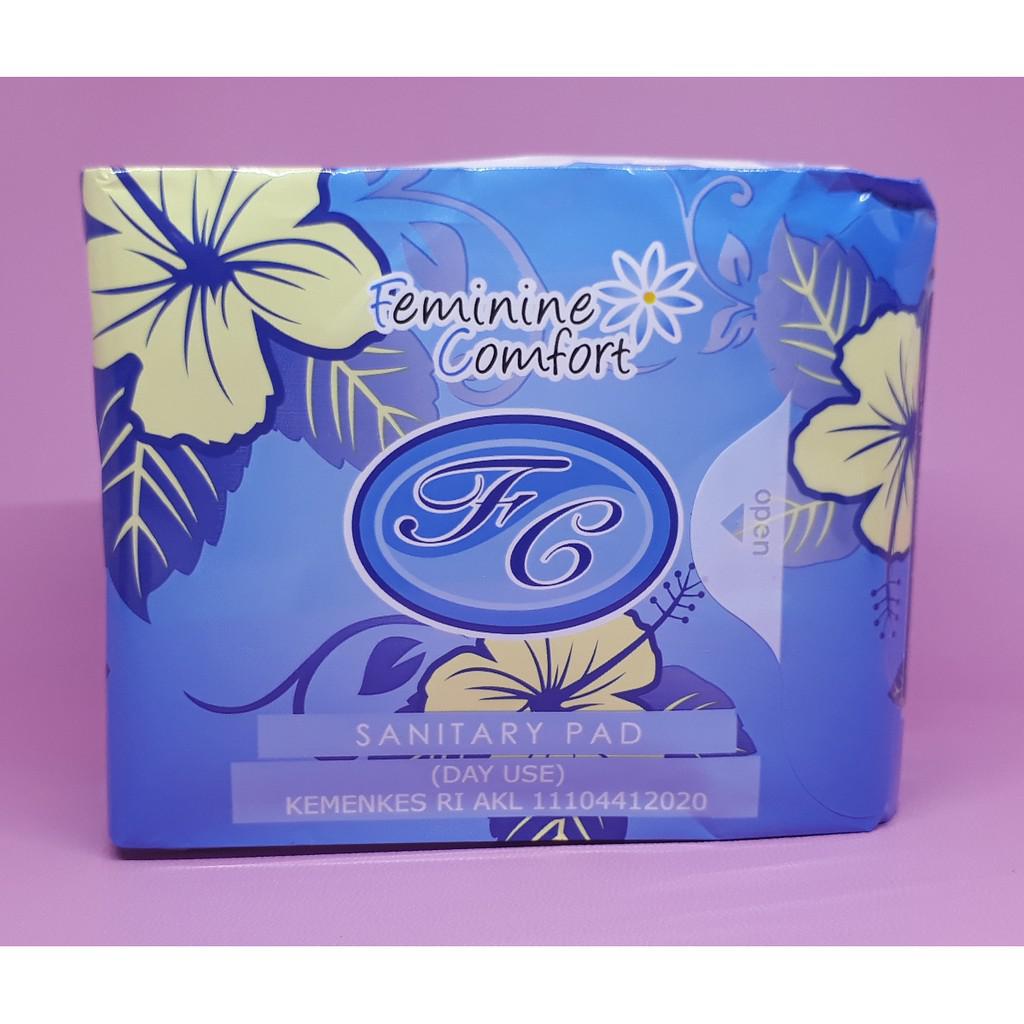 Feminine
Comfort
FC
open
SANITARY PAD
(DAY USE)
KEMENKES RI AKL 11104412020